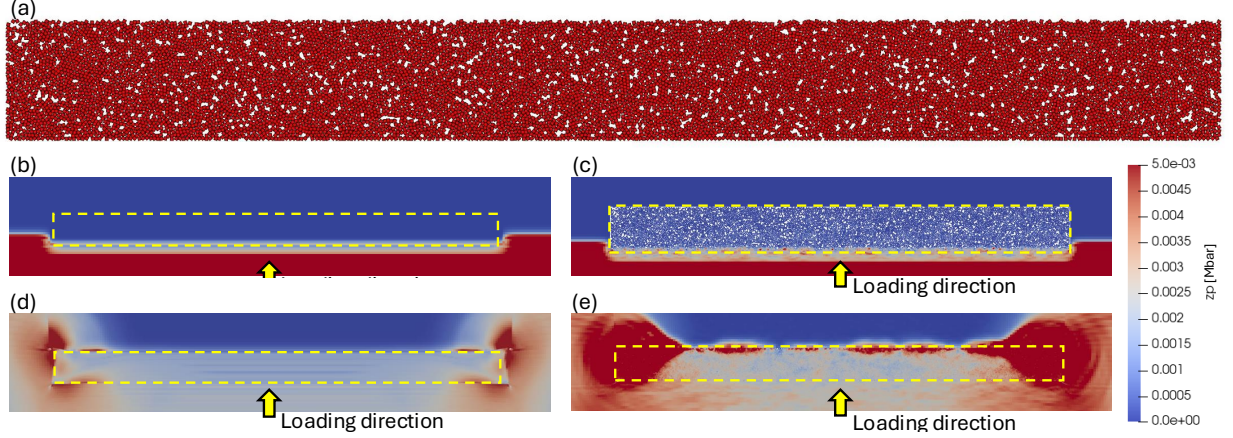 (a)
(b)
(c)
Loading direction
(d)
(e)
Loading direction
Loading direction
5.0e-03
0.0045
0.004
0.0035
0.003
0.0025
0.002
0.0015
0.001
0.0005
0.0e+00
zp [Mbar]